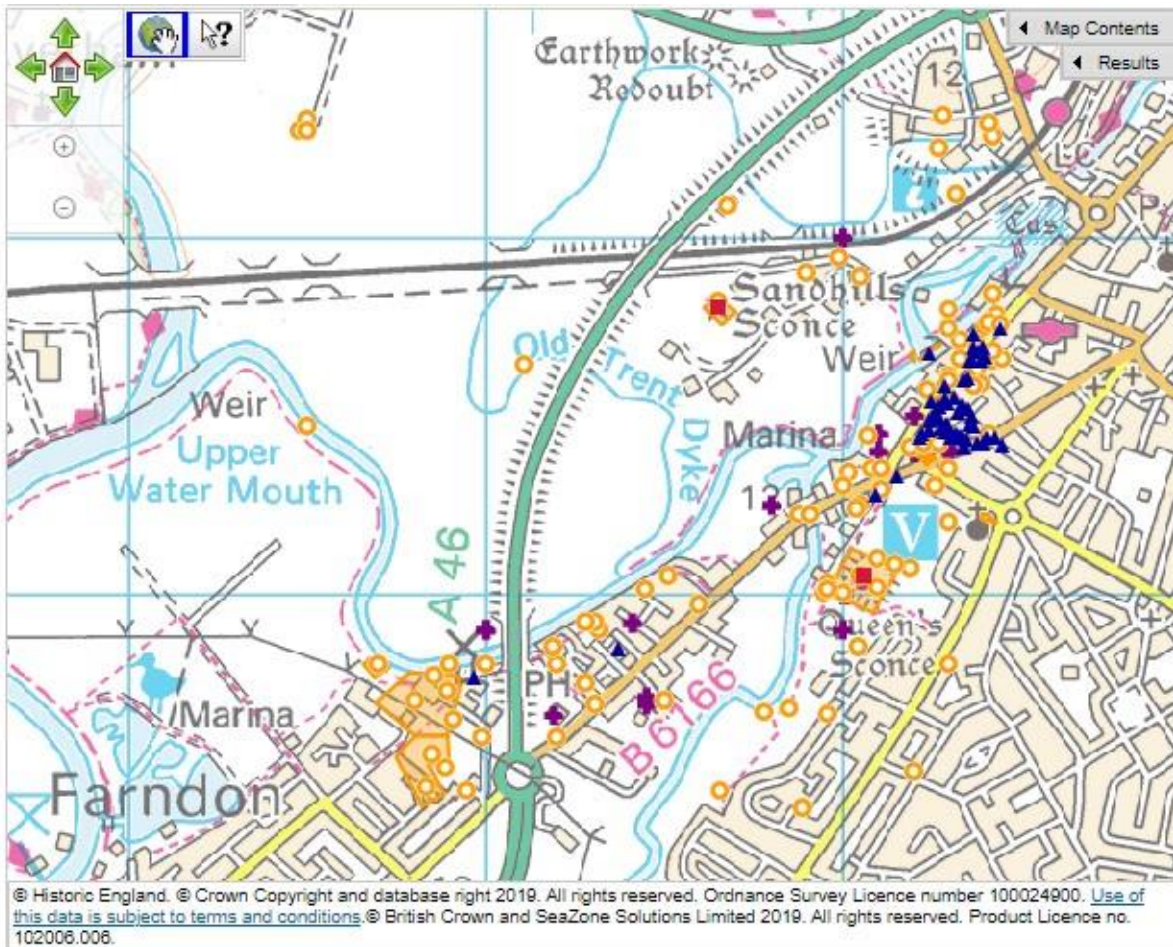 Map Contents
Results
?
Earthwork
Redoubt
12
i
LC
P
Cas
Sandhills
Sconce
Weir
Old Trent Dyke
Weir
Upper
Water Mouth
Marina
12
V
A 46
Queen's
Sconce
PH
B 6166
Marina
Farndon
© Historic England. © Crown Copyright and database right 2019. All rights reserved. Ordnance Survey Licence number 100024900. Use of
this data is subject to terms and conditions.© British Crown and SeaZone Solutions Limited 2019. All rights reserved. Product Licence no.
102006.006.